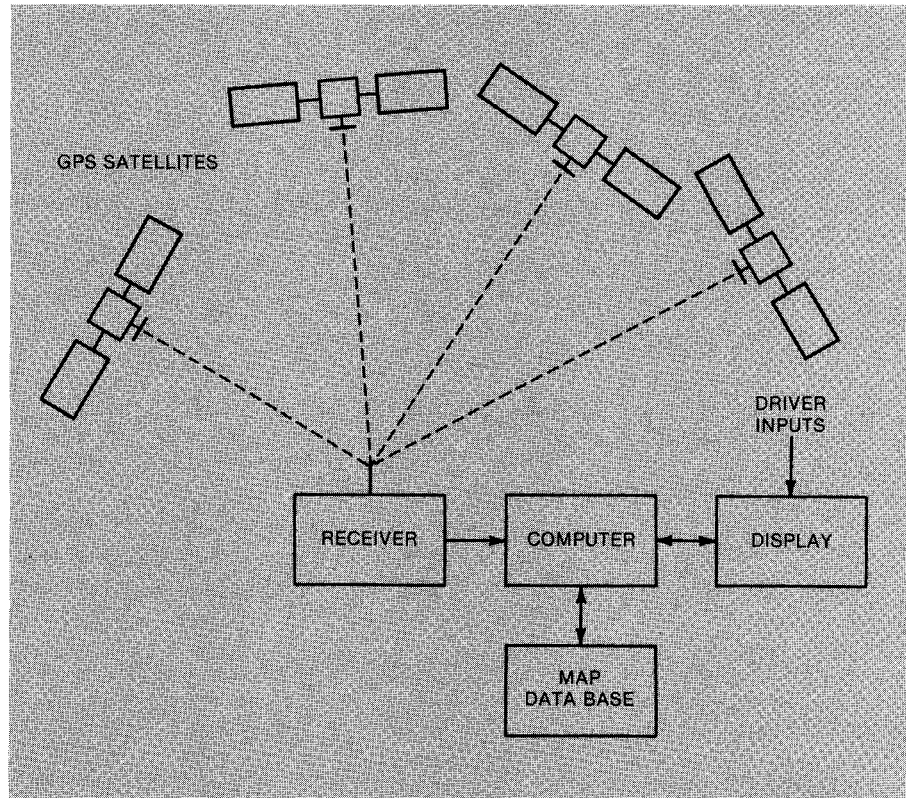 GPS SATELLITES
DRIVER
INPUTS
RECEIVER
COMPUTER
DISPLAY
MAP
DATA BASE